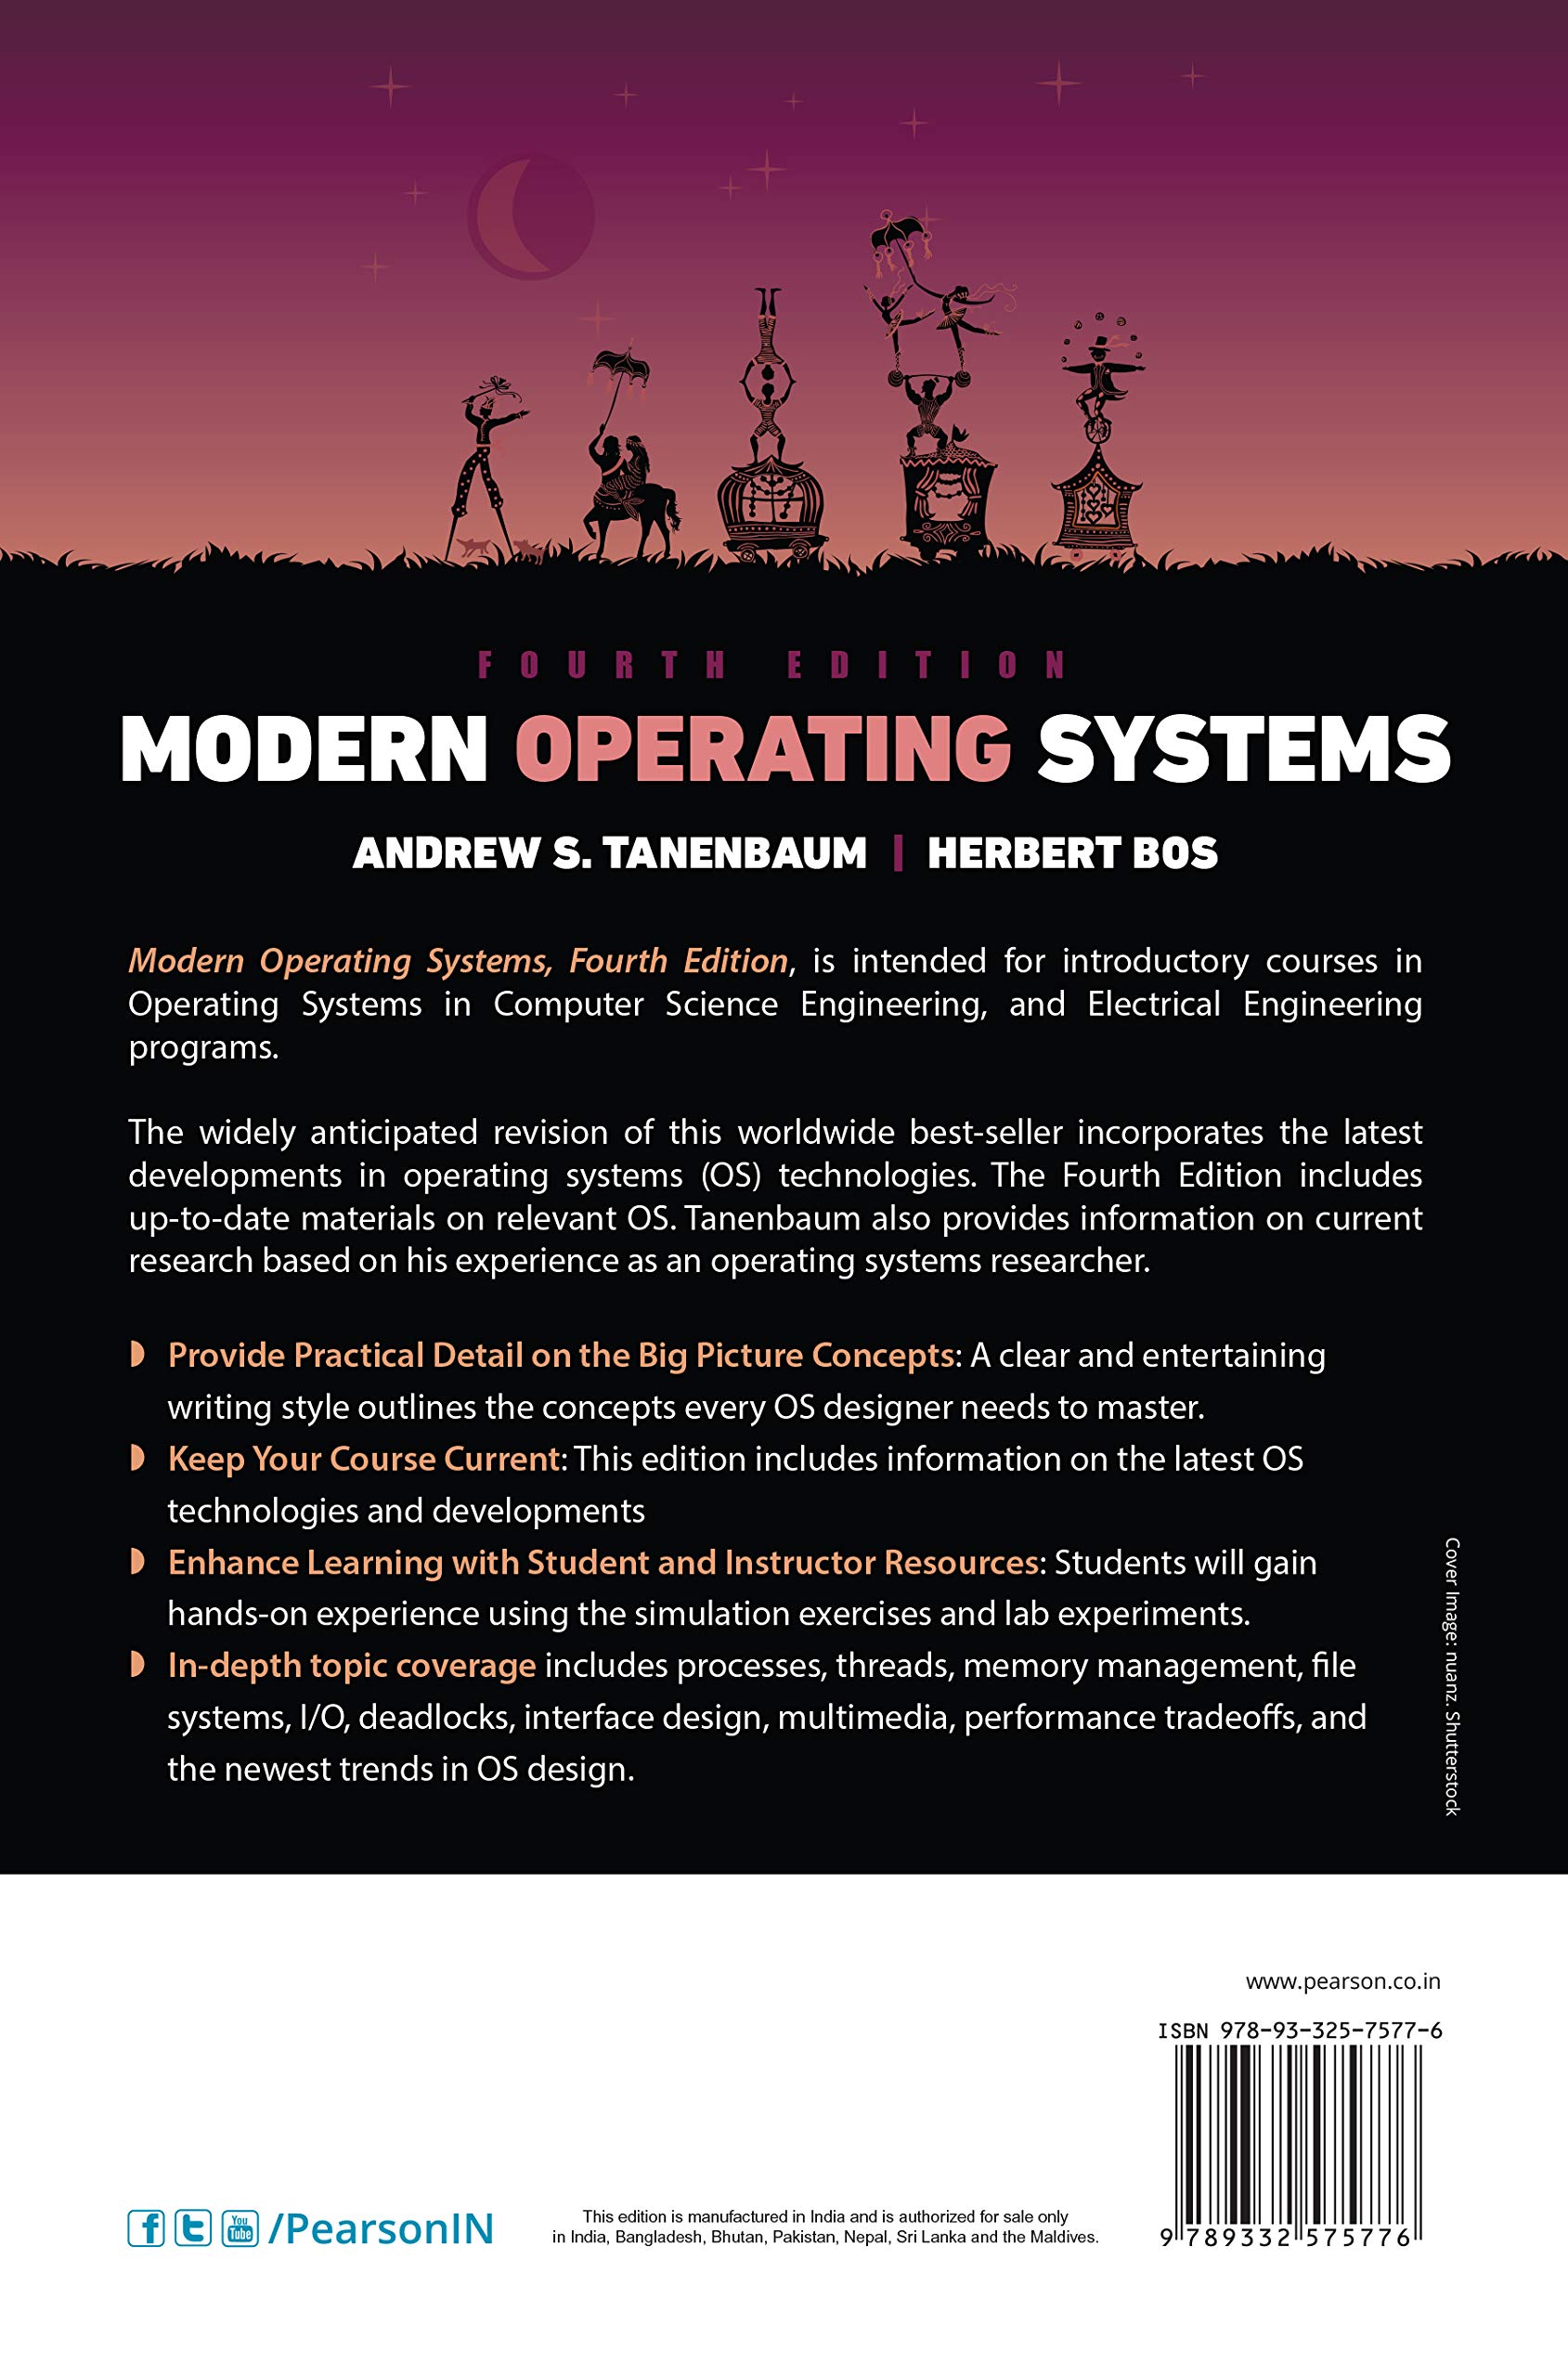 FOURTH EDITION
MODERN OPERATING SYSTEMS
ANDREW S. TANENBAUM | HERBERT BOS
Modern Operating Systems, Fourth Edition, is intended for introductory courses in
Operating Systems in Computer Science Engineering, and Electrical Engineering
programs.
The widely anticipated revision of this worldwide best-seller incorporates the latest
developments in operating systems (OS) technologies. The Fourth Edition includes
up-to-date materials on relevant OS. Tanenbaum also provides information on current
research based on his experience as an operating systems researcher.
Provide Practical Detail on the Big Picture Concepts: A clear and entertaining
writing style outlines the concepts every OS designer needs to master.
Keep Your Course Current: This edition includes information on the latest OS
technologies and developments
Enhance Learning with Student and Instructor Resources: Students will gain
hands-on experience using the simulation exercises and lab experiments.
In-depth topic coverage includes processes, threads, memory management, file
systems, I/O, deadlocks, interface design, multimedia, performance tradeoffs, and
the newest trends in OS design.
Cover Image: nuanz. Shutterstock
www.pearson.co.in
ISBN 978-93-325-7577-6
9 789332 575776
f t You Tube /PearsonIN
This edition is manufactured in India and is authorized for sale only
in India, Bangladesh, Bhutan, Pakistan, Nepal, Sri Lanka and the Maldives.